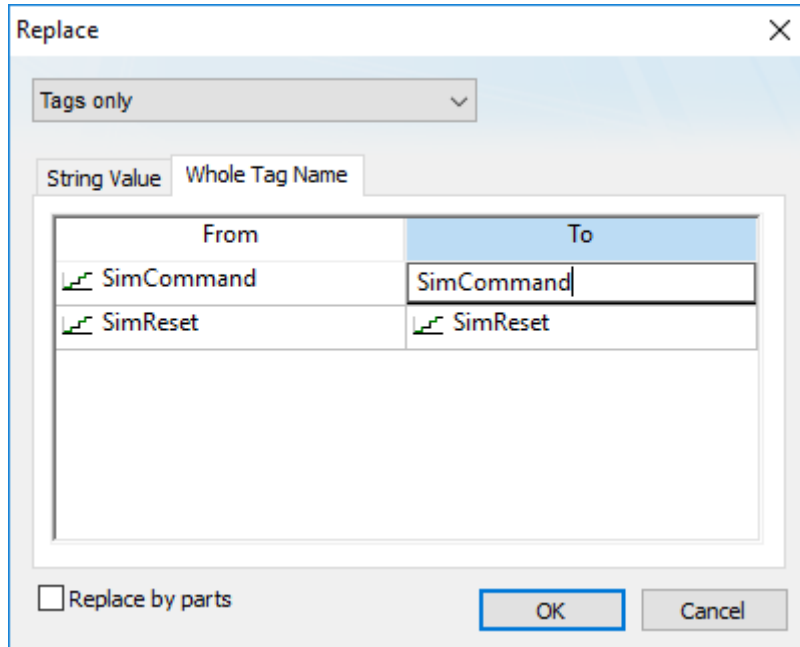 Replace
Tags only
String Value Whole Tag Name
From To
SimCommand SimCommand
SimReset SimReset
Replace by parts OK Cancel